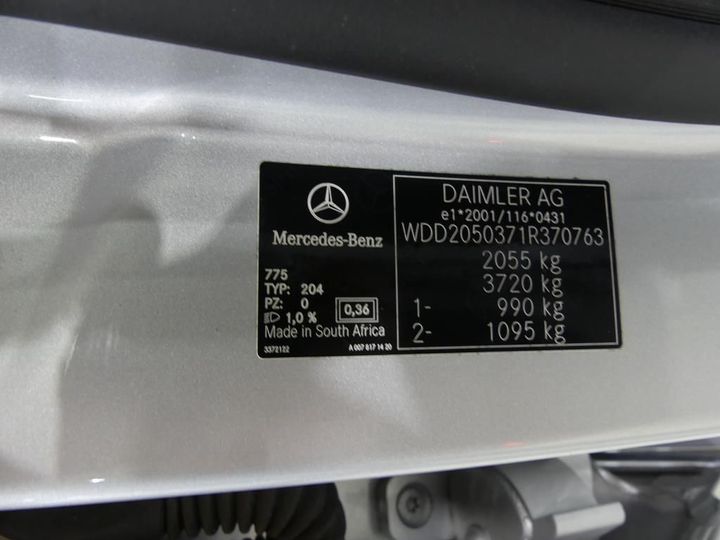 Mercedes-Benz
775
TYP: 204
PZ: 0
1,0 %
0,36
Made in South Africa
3372122
A 007 817 14 20
DAIMLER AG
e1*2001/116*0431
WDD2050371R370763
2055 kg
3720 kg
1- 990 kg
2- 1095 kg